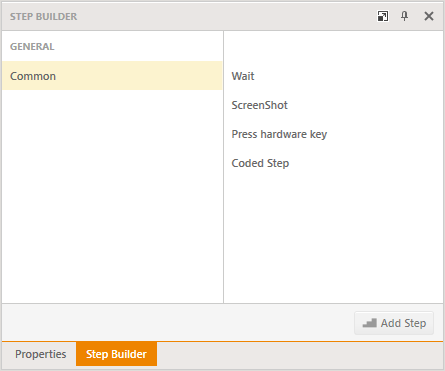 STEP BUILDER
GENERAL
Common
Wait
ScreenShot
Press hardware key
Coded Step
Add Step
Properties
Step Builder